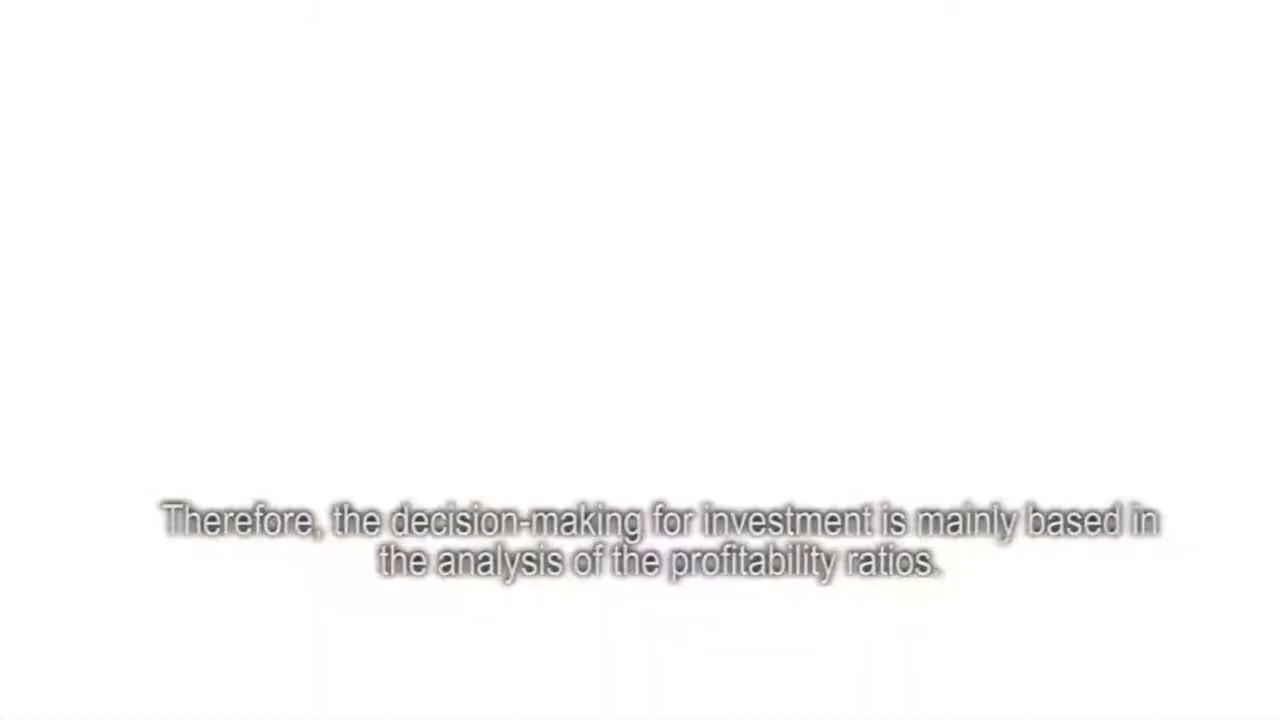 Therefore, the decision-making for investment is mainly based in
the analysis of the profitability ratios.